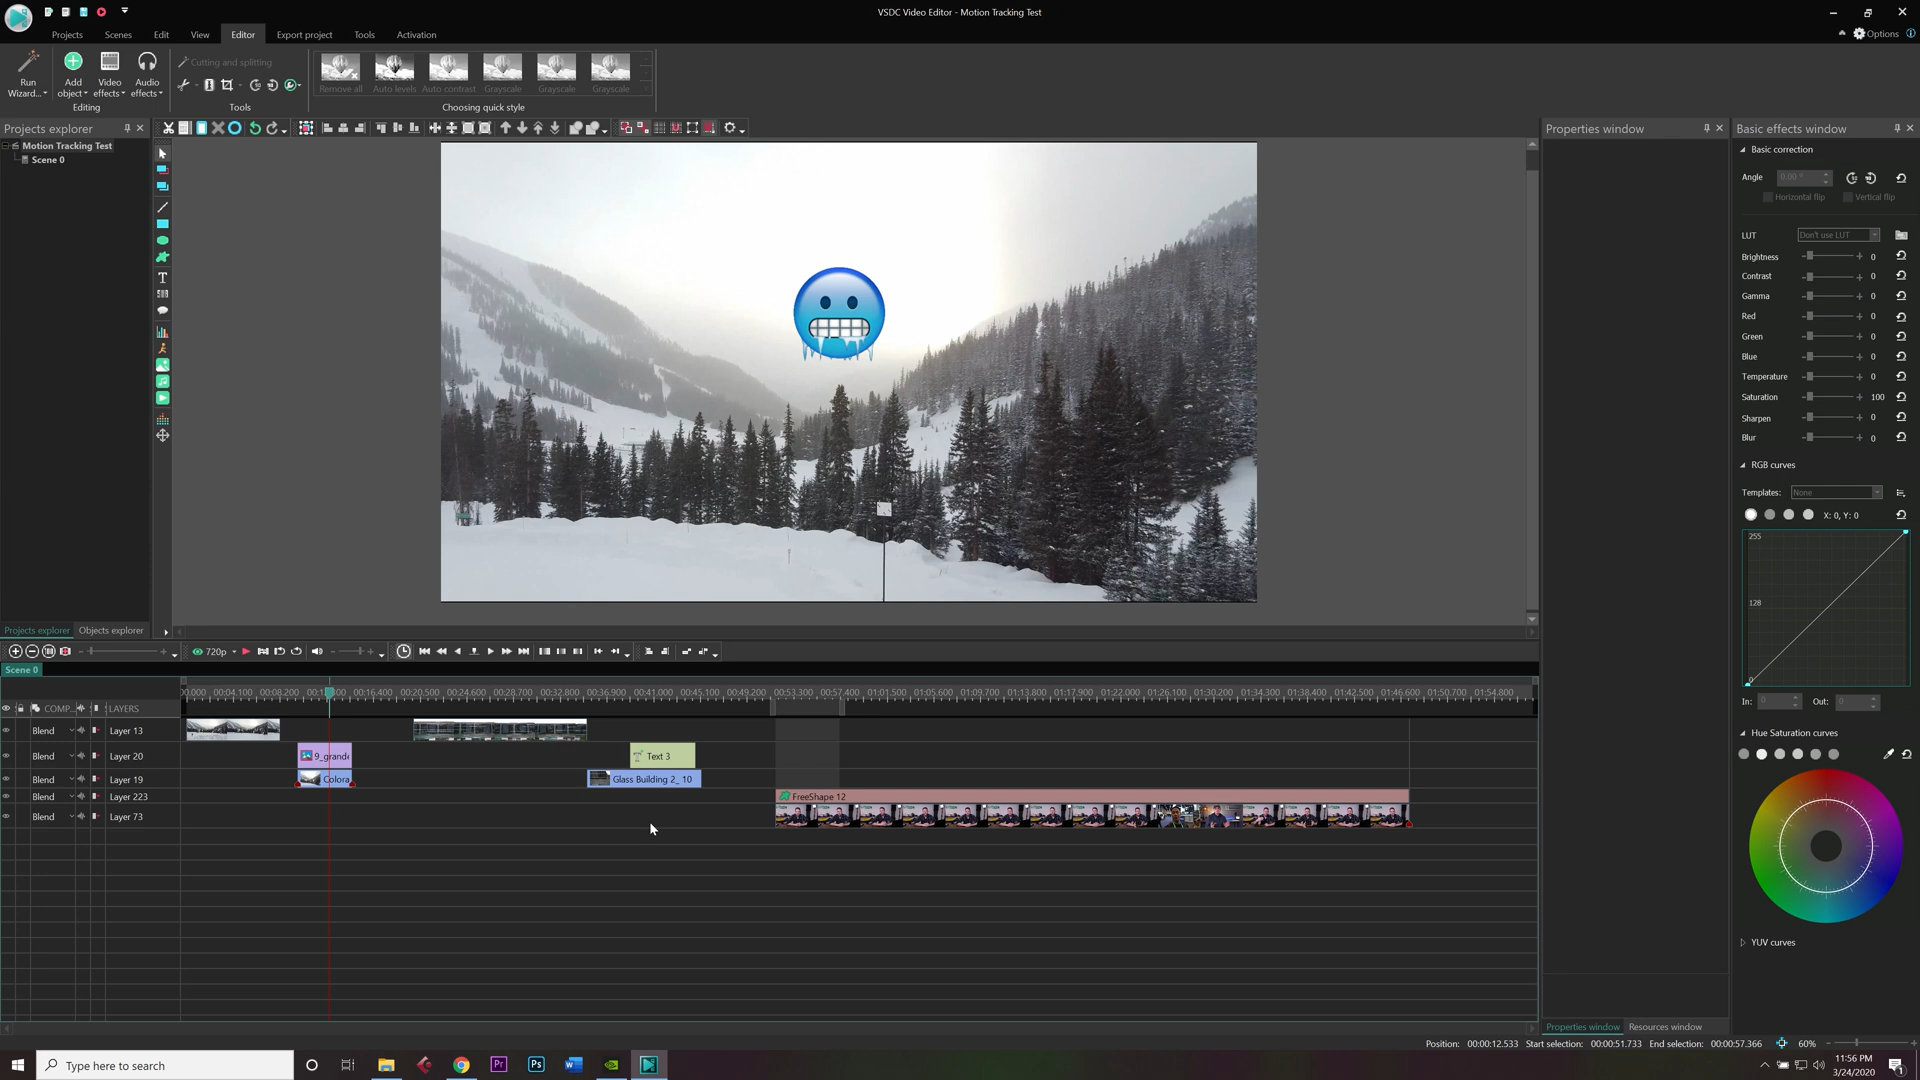 VSDC Video Editor - Motion Tracking Test
Projects Scenes Edit View Editor Export project Tools Activation
Options
Run Wizard...
Add object
Video effects
Audio effects
Editing
Cutting and splitting
Tools
Remove all Auto levels Auto contrast Grayscale Grayscale Grayscale
Choosing quick style
Projects explorer
Motion Tracking Test
Scene 0
Projects explorer Objects explorer
Properties window
Basic effects window
Basic correction
Angle 0.00 °
Horizontal flip Vertical flip
LUT Don't use LUT
Brightness 0
Contrast 0
Gamma 0
Red 0
Green 0
Blue 0
Temperature 0
Saturation 100
Sharpen 0
Blur 0
RGB curves
Templates: None
X: 0, Y: 0
255
128
0
In: 0 Out: 0
Hue Saturation curves
YUV curves
720p
Scene 0
00:04.100 00:08.200 00:16.400 00:20.500 00:24.600 00:28.700 00:32.800 00:36.900 00:41.000 00:45.100 00:49.200 00:53.300 00:57.400 01:01.500 01:05.600 01:09.700 01:13.800 01:17.900 01:22.000 01:26.100 01:30.200 01:34.300 01:38.400 01:42.500 01:46.600 01:50.700 01:54.800
COMP... LAYERS
Blend Layer 13
Blend Layer 20
9_grande
Text 3
Blend Layer 19
Colora
Glass Building 2_ 10
Blend Layer 223
FreeShape 12
Blend Layer 73
Properties window Resources window
Position: 00:00:12.533 Start selection: 00:00:51.733 End selection: 00:00:57.366 60%
Type here to search
11:56 PM
3/24/2020